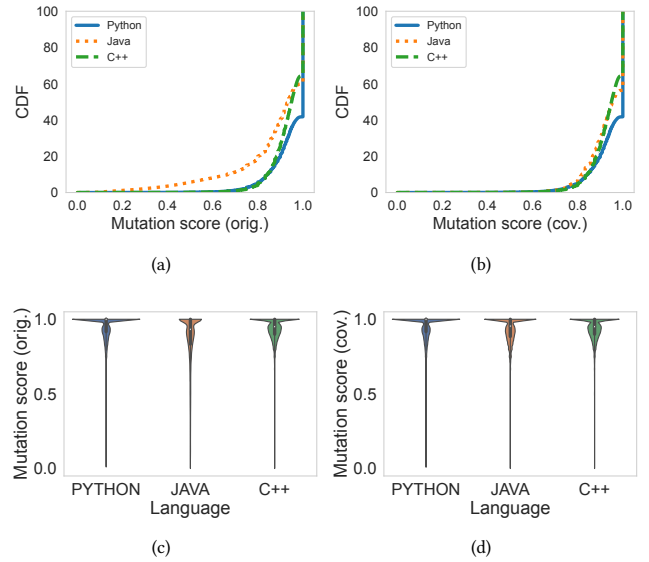 100
80
60
40
20
0
CDF
Python
Java
C++
0.0 0.2 0.4 0.6 0.8 1.0
Mutation score (orig.)
(a)
100
80
60
40
20
0
CDF
Python
Java
C++
0.0 0.2 0.4 0.6 0.8 1.0
Mutation score (cov.)
(b)
Mutation score (orig.)
1.0
0.5
0.0
PYTHON JAVA C++
Language
(c)
Mutation score (cov.)
1.0
0.5
0.0
PYTHON JAVA C++
Language
(d)